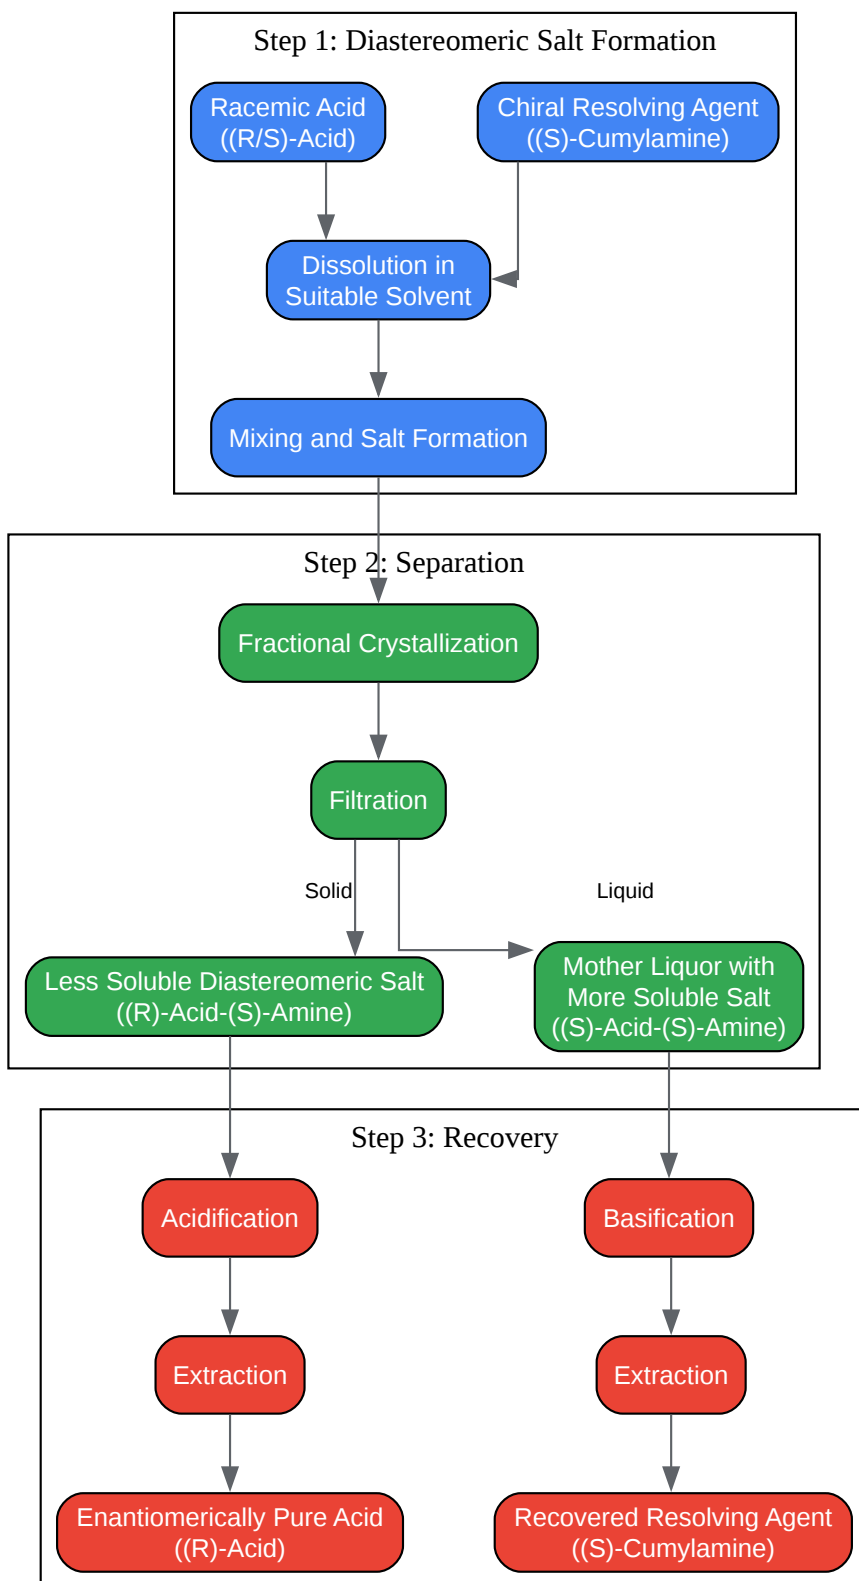 Step 1: Diastereomeric Salt Formation
Racemic Acid
((R/S)-Acid)
Chiral Resolving Agent
((S)-Cumylamine)
Dissolution in
Suitable Solvent
Mixing and Salt Formation
Step 2: Separation
Fractional Crystallization
Filtration
Solid
Liquid
Less Soluble Diastereomeric Salt
((R)-Acid-(S)-Amine)
Mother Liquor with
More Soluble Salt
((S)-Acid-(S)-Amine)
Step 3: Recovery
Acidification
Basification
Extraction
Extraction
Enantiomerically Pure Acid
((R)-Acid)
Recovered Resolving Agent
((S)-Cumylamine)